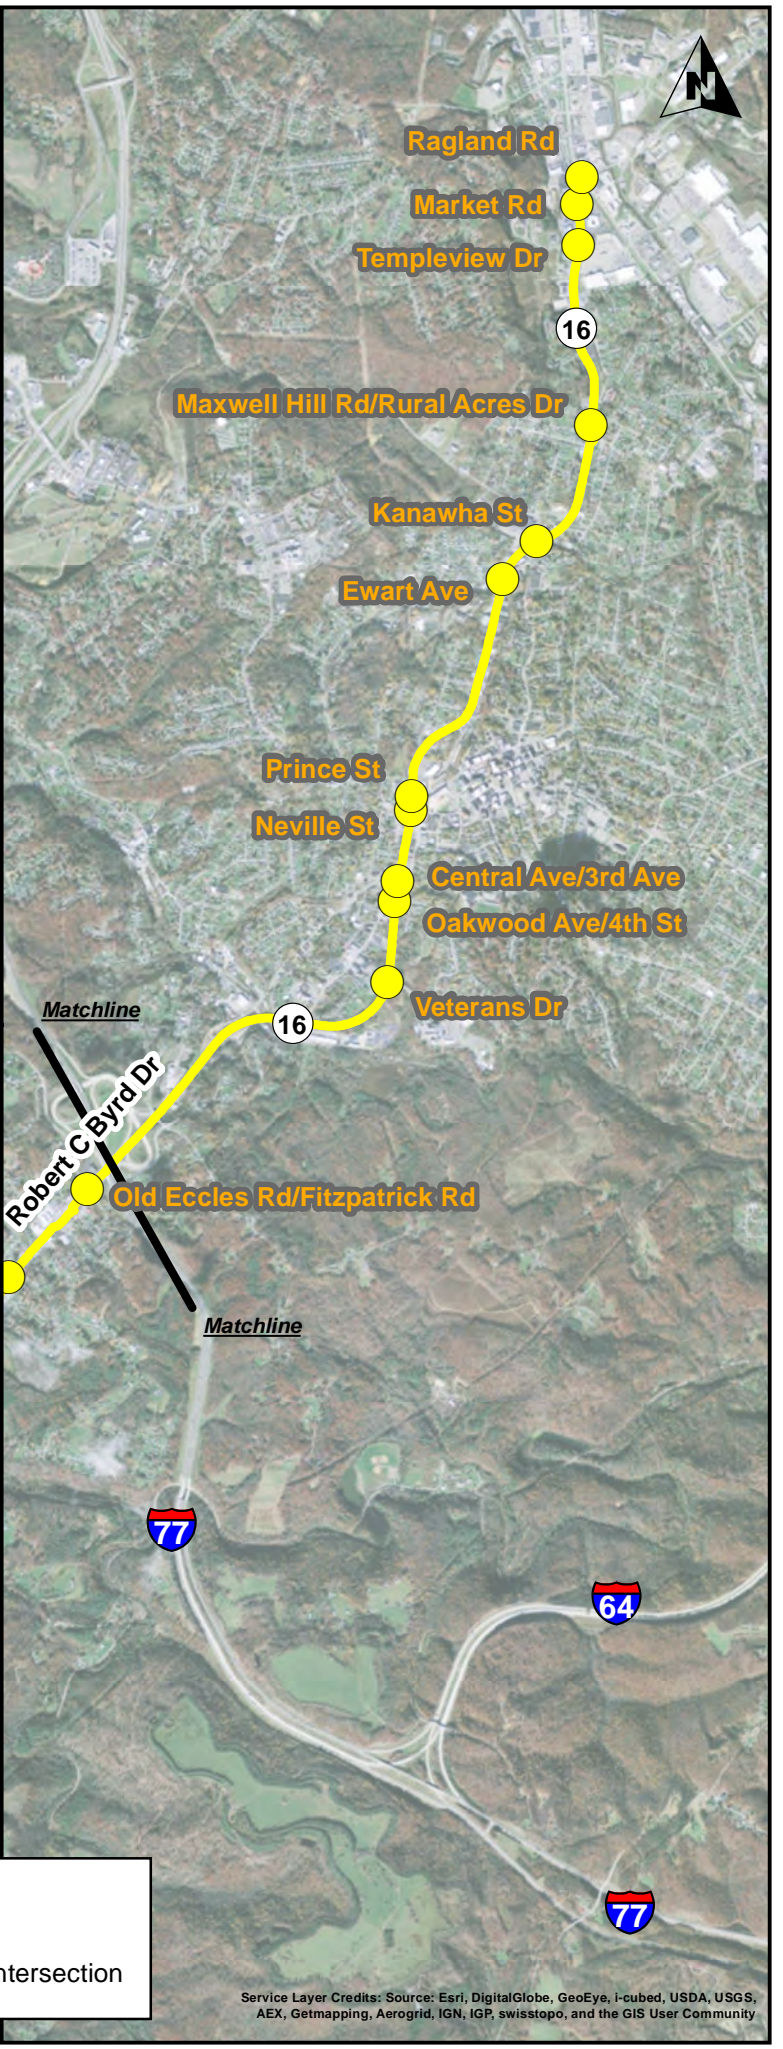 N
Ragland Rd
Market Rd
Templeview Dr
16
Maxwell Hill Rd/Rural Acres Dr
Kanawha St
Ewart Ave
Prince St
Neville St
Central Ave/3rd Ave
Oakwood Ave/4th St
Veterans Dr
16
Matchline
Robert C Byrd Dr
Old Eccles Rd/Fitzpatrick Rd
Matchline
77
64
77
ntersection
Service Layer Credits: Source: Esri, DigitalGlobe, GeoEye, i-cubed, USDA, USGS,
AEX, Getmapping, Aerogrid, IGN, IGP, swisstopo, and the GIS User Community